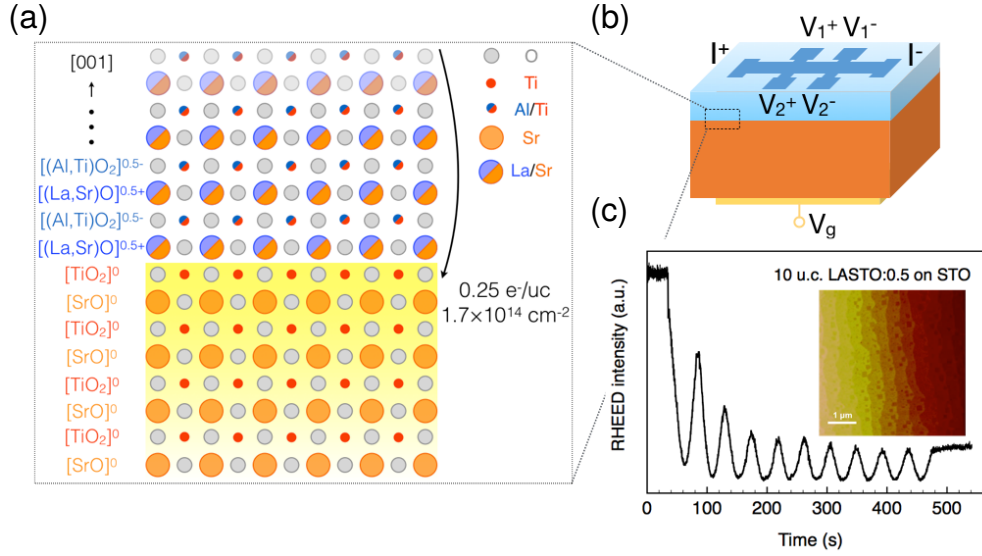 (a)
[001]
O
Ti
Al/Ti
Sr
La/Sr
[(Al,Ti)O₂]⁰·⁵⁻
[(La,Sr)O]⁰·⁵⁺
[(Al,Ti)O₂]⁰·⁵⁻
[(La,Sr)O]⁰·⁵⁺
[TiO₂]⁰
[SrO]⁰
[TiO₂]⁰
[SrO]⁰
[TiO₂]⁰
[SrO]⁰
[TiO₂]⁰
[SrO]⁰
0.25 e⁻/uc
1.7×10¹⁴ cm⁻²
(b)
V₁⁺ V₁⁻
I⁺ I⁻
V₂⁺ V₂⁻
Vg
(c)
10 u.c. LASTO:0.5 on STO
1 μm
RHEED intensity (a.u.)
0 100 200 300 400 500
Time (s)